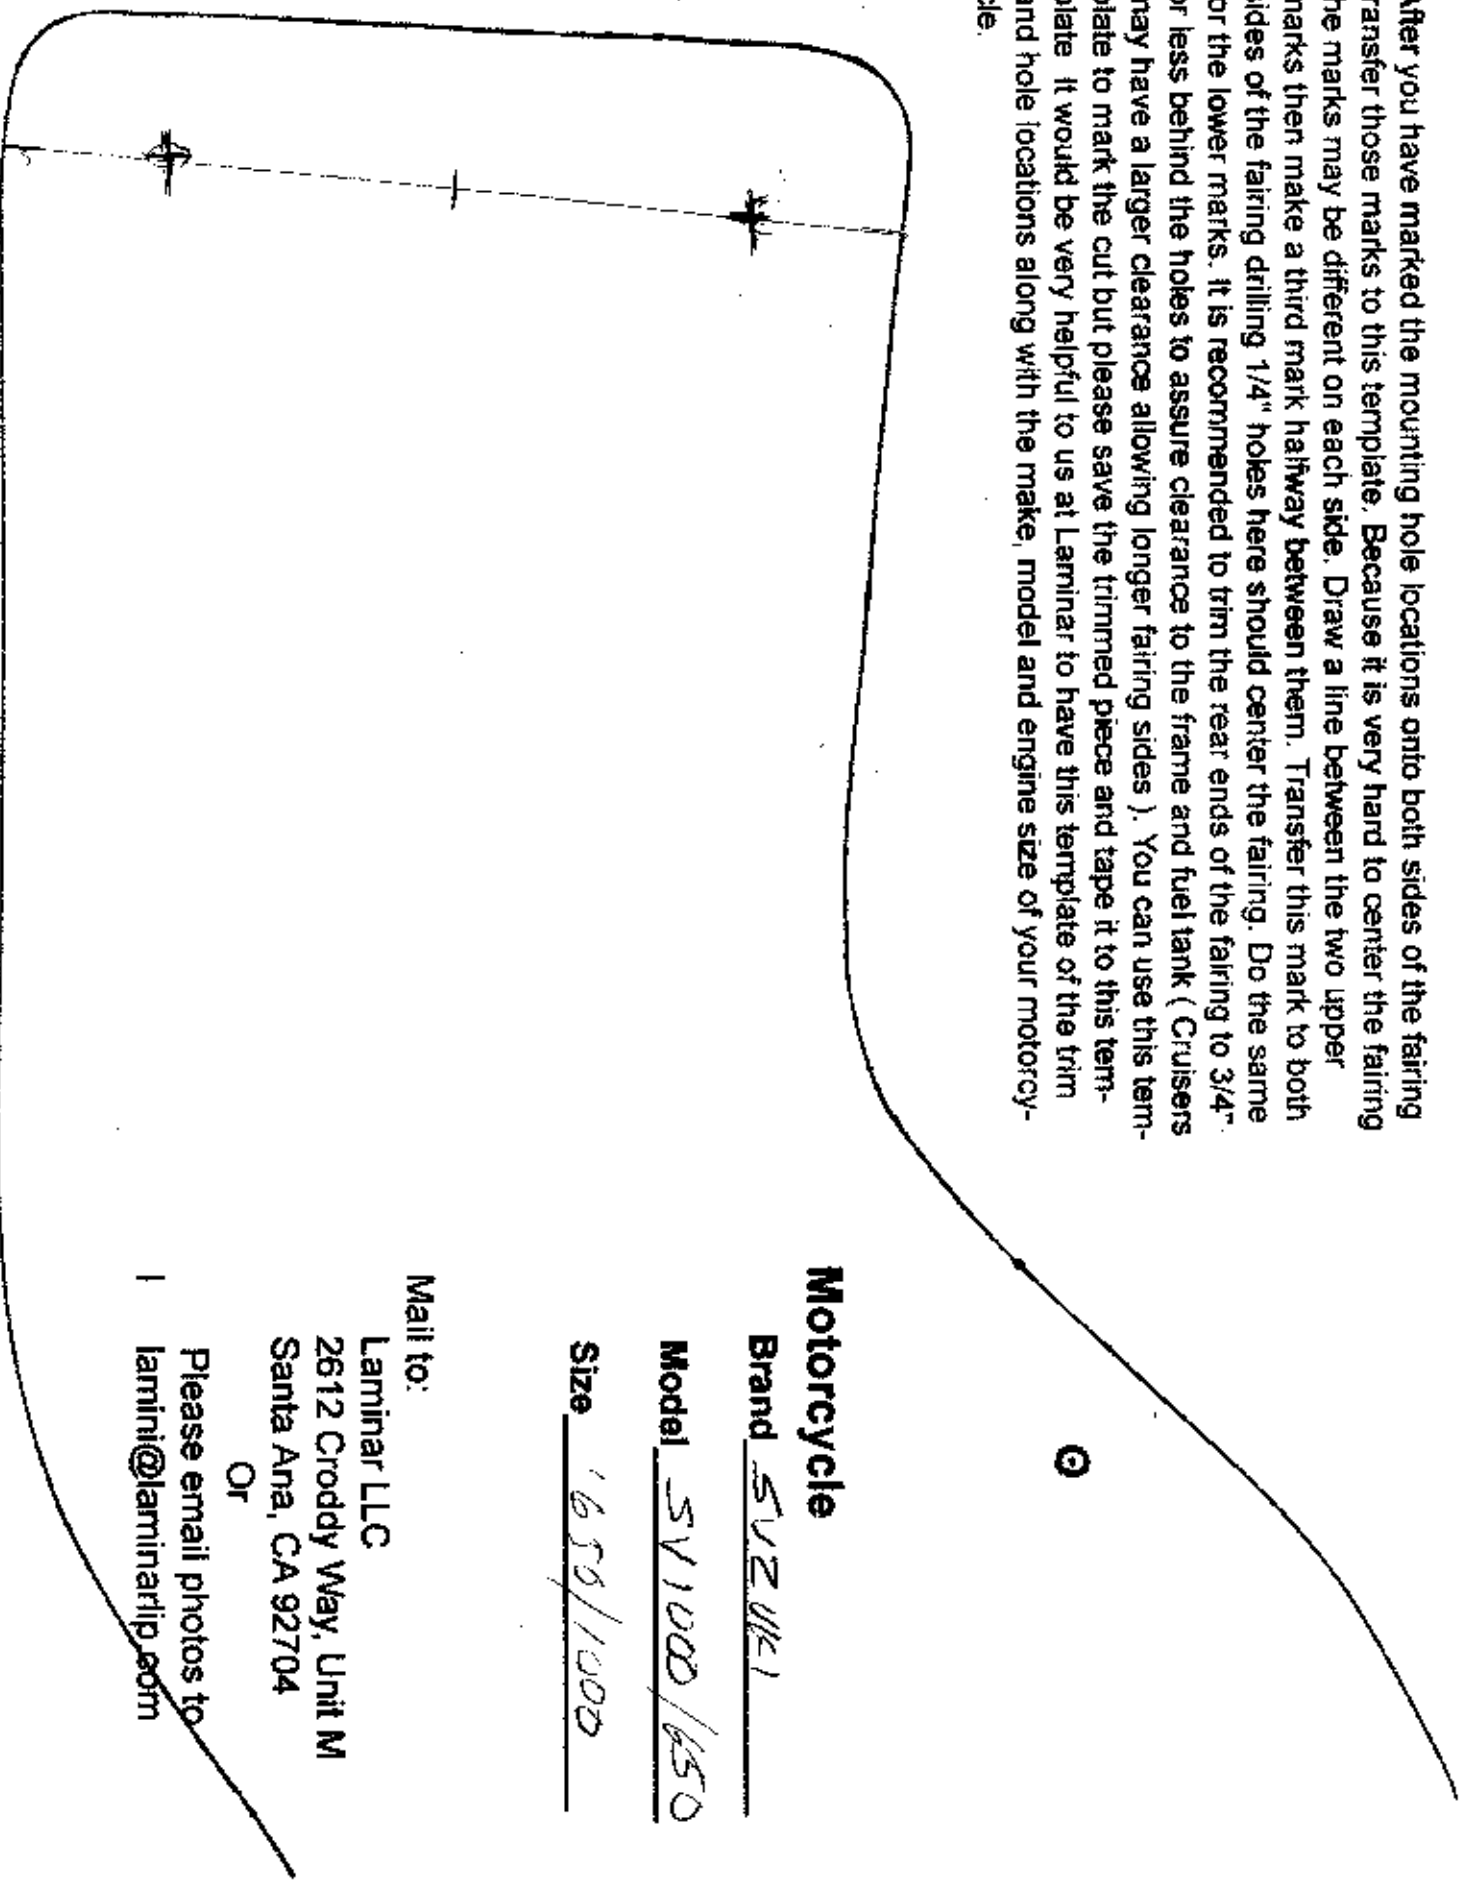 After you have marked the mounting hole locations onto both sides of the fairing
ransfer those marks to this template. Because it is very hard to center the fairing
he marks may be different on each side. Draw a line between the two upper
narks then make a third mark halfway between them. Transfer this mark to both
sides of the fairing drilling 1/4" holes here should center the fairing. Do the same
or the lower marks. It is recommended to trim the rear ends of the fairing to 3/4"
or less behind the holes to assure clearance to the frame and fuel tank ( Cruisers
nay have a larger clearance allowing longer fairing sides ). You can use this tem-
plate to mark the cut but please save the trimmed piece and tape it to this tem-
plate It would be very helpful to us at Laminar to have this template of the trim
and hole locations along with the make, model and engine size of your motorcy-
cle.
Motorcycle
Brand SUZUKI
Model SV1000/650
Size '650/1000
Mail to:
Laminar LLC
2612 Croddy Way, Unit M
Santa Ana, CA 92704
Or
Please email photos to
lamini@laminarlip.com